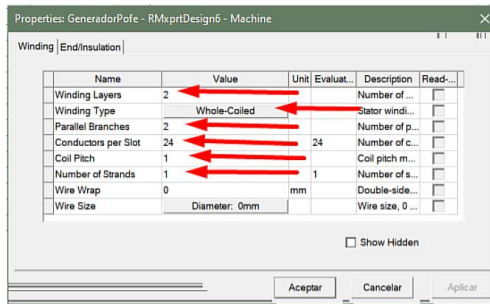 Properties: GeneradorPofe - RMxprtDesign6 - Machine
Winding End/Insulation
Name Value Unit Evaluat... Description Read-...
Winding Layers 2 Number of ...
Winding Type Whole-Coiled Stator windi...
Parallel Branches 2 Number of p...
Conductors per Slot 24 24 Number of c...
Coil Pitch 1 Coil pitch m...
Number of Strands 1 1 Number of s...
Wire Wrap 0 mm Double-side...
Wire Size Diameter: 0mm Wire size, 0 ...
Show Hidden
Aceptar Cancelar Aplicar